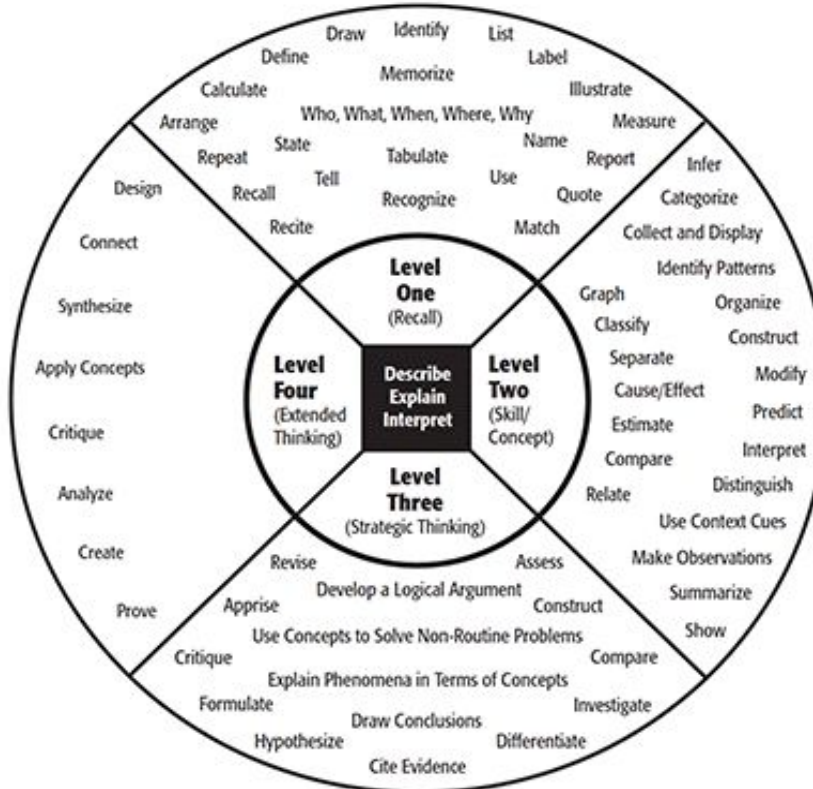 Draw
Identify
List
Define
Label
Memorize
Calculate
Illustrate
Arrange
Who, What, When, Where, Why
Measure
State
Name
Repeat
Tabulate
Report
Tell
Use
Recall
Recognize
Quote
Recite
Match
Level
One
(Recall)
Infer
Categorize
Collect and Display
Identify Patterns
Graph
Organize
Classify
Construct
Separate
Modify
Cause/Effect
Predict
Estimate
Interpret
Compare
Distinguish
Relate
Use Context Cues
Make Observations
Summarize
Show
Level
Two
(Skill/
Concept)
Describe
Explain
Interpret
Level
Three
(Strategic Thinking)
Revise
Assess
Develop a Logical Argument
Apprise
Construct
Use Concepts to Solve Non-Routine Problems
Critique
Compare
Explain Phenomena in Terms of Concepts
Formulate
Investigate
Draw Conclusions
Hypothesize
Differentiate
Cite Evidence
Level
Four
(Extended
Thinking)
Design
Connect
Synthesize
Apply Concepts
Critique
Analyze
Create
Prove